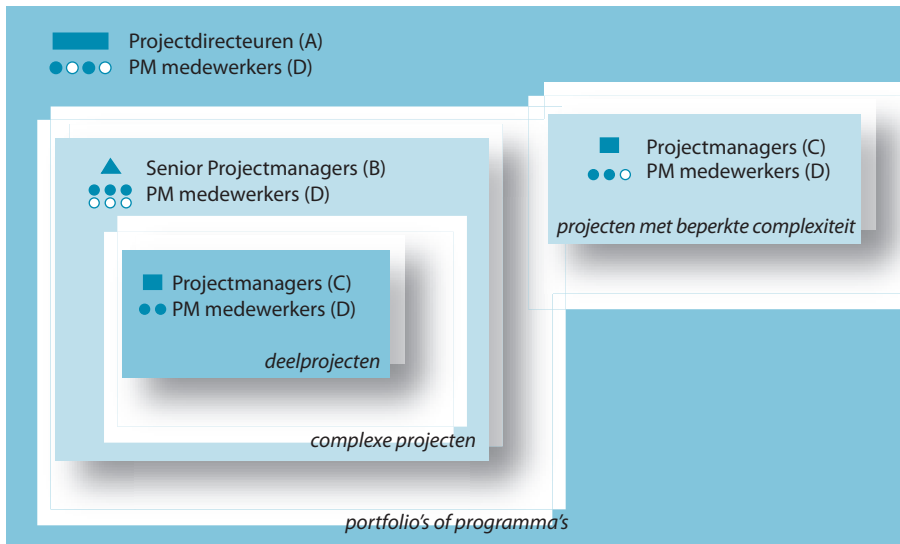 Projectdirecteuren (A)
PM medewerkers (D)
Senior Projectmanagers (B)
PM medewerkers (D)
Projectmanagers (C)
PM medewerkers (D)
deelprojecten
complexe projecten
portfolio's of programma's
Projectmanagers (C)
PM medewerkers (D)
projecten met beperkte complexiteit